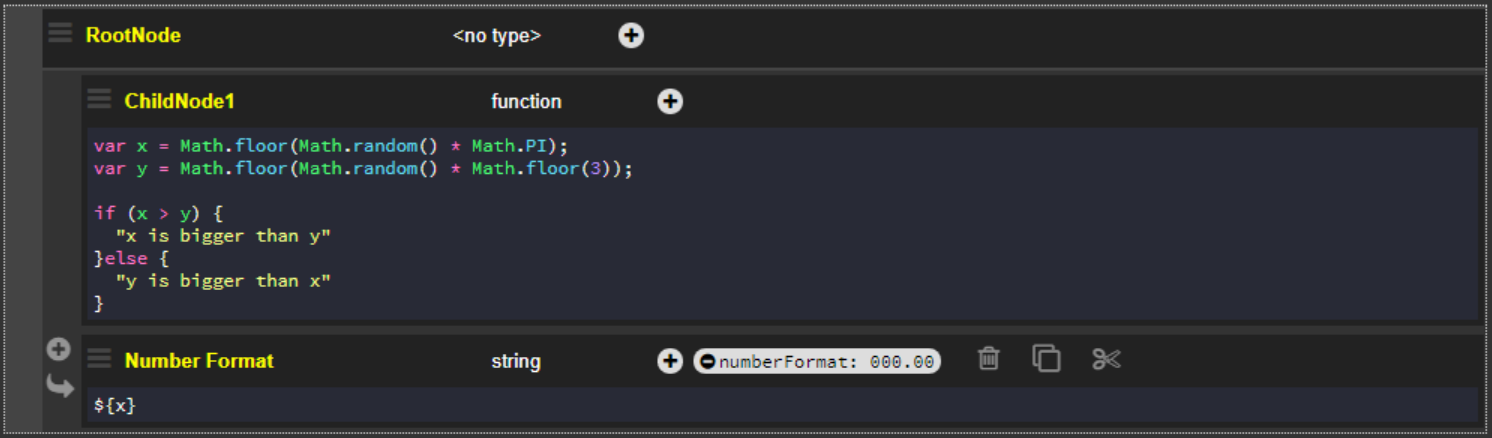 RootNode <no type>
ChildNode1 function
var x = Math.floor(Math.random() * Math.PI);
var y = Math.floor(Math.random() * Math.floor(3));
if (x > y) {
"x is bigger than y"
}else {
"y is bigger than x"
}
Number Format string numberFormat: 000.00
${x}